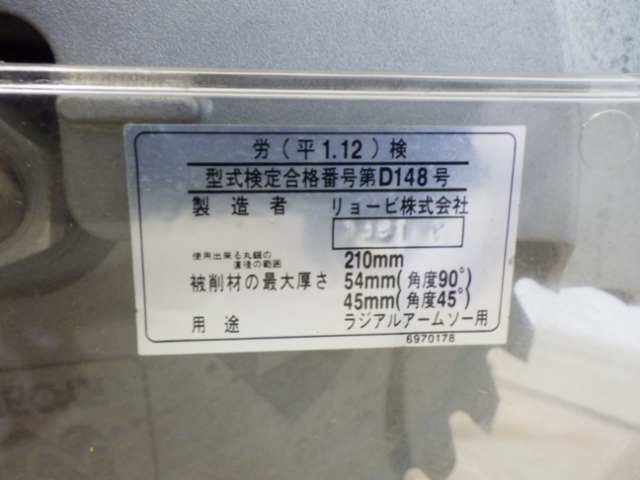 労（平1.12）検
型式検定合格番号第D148号
製造者 リョービ株式会社
使用出来る丸鋸の直径の範囲 210mm
被削材の最大厚さ 54mm（角度90°）
45mm（角度45°）
用途 ラジアルアームソー用
6970178